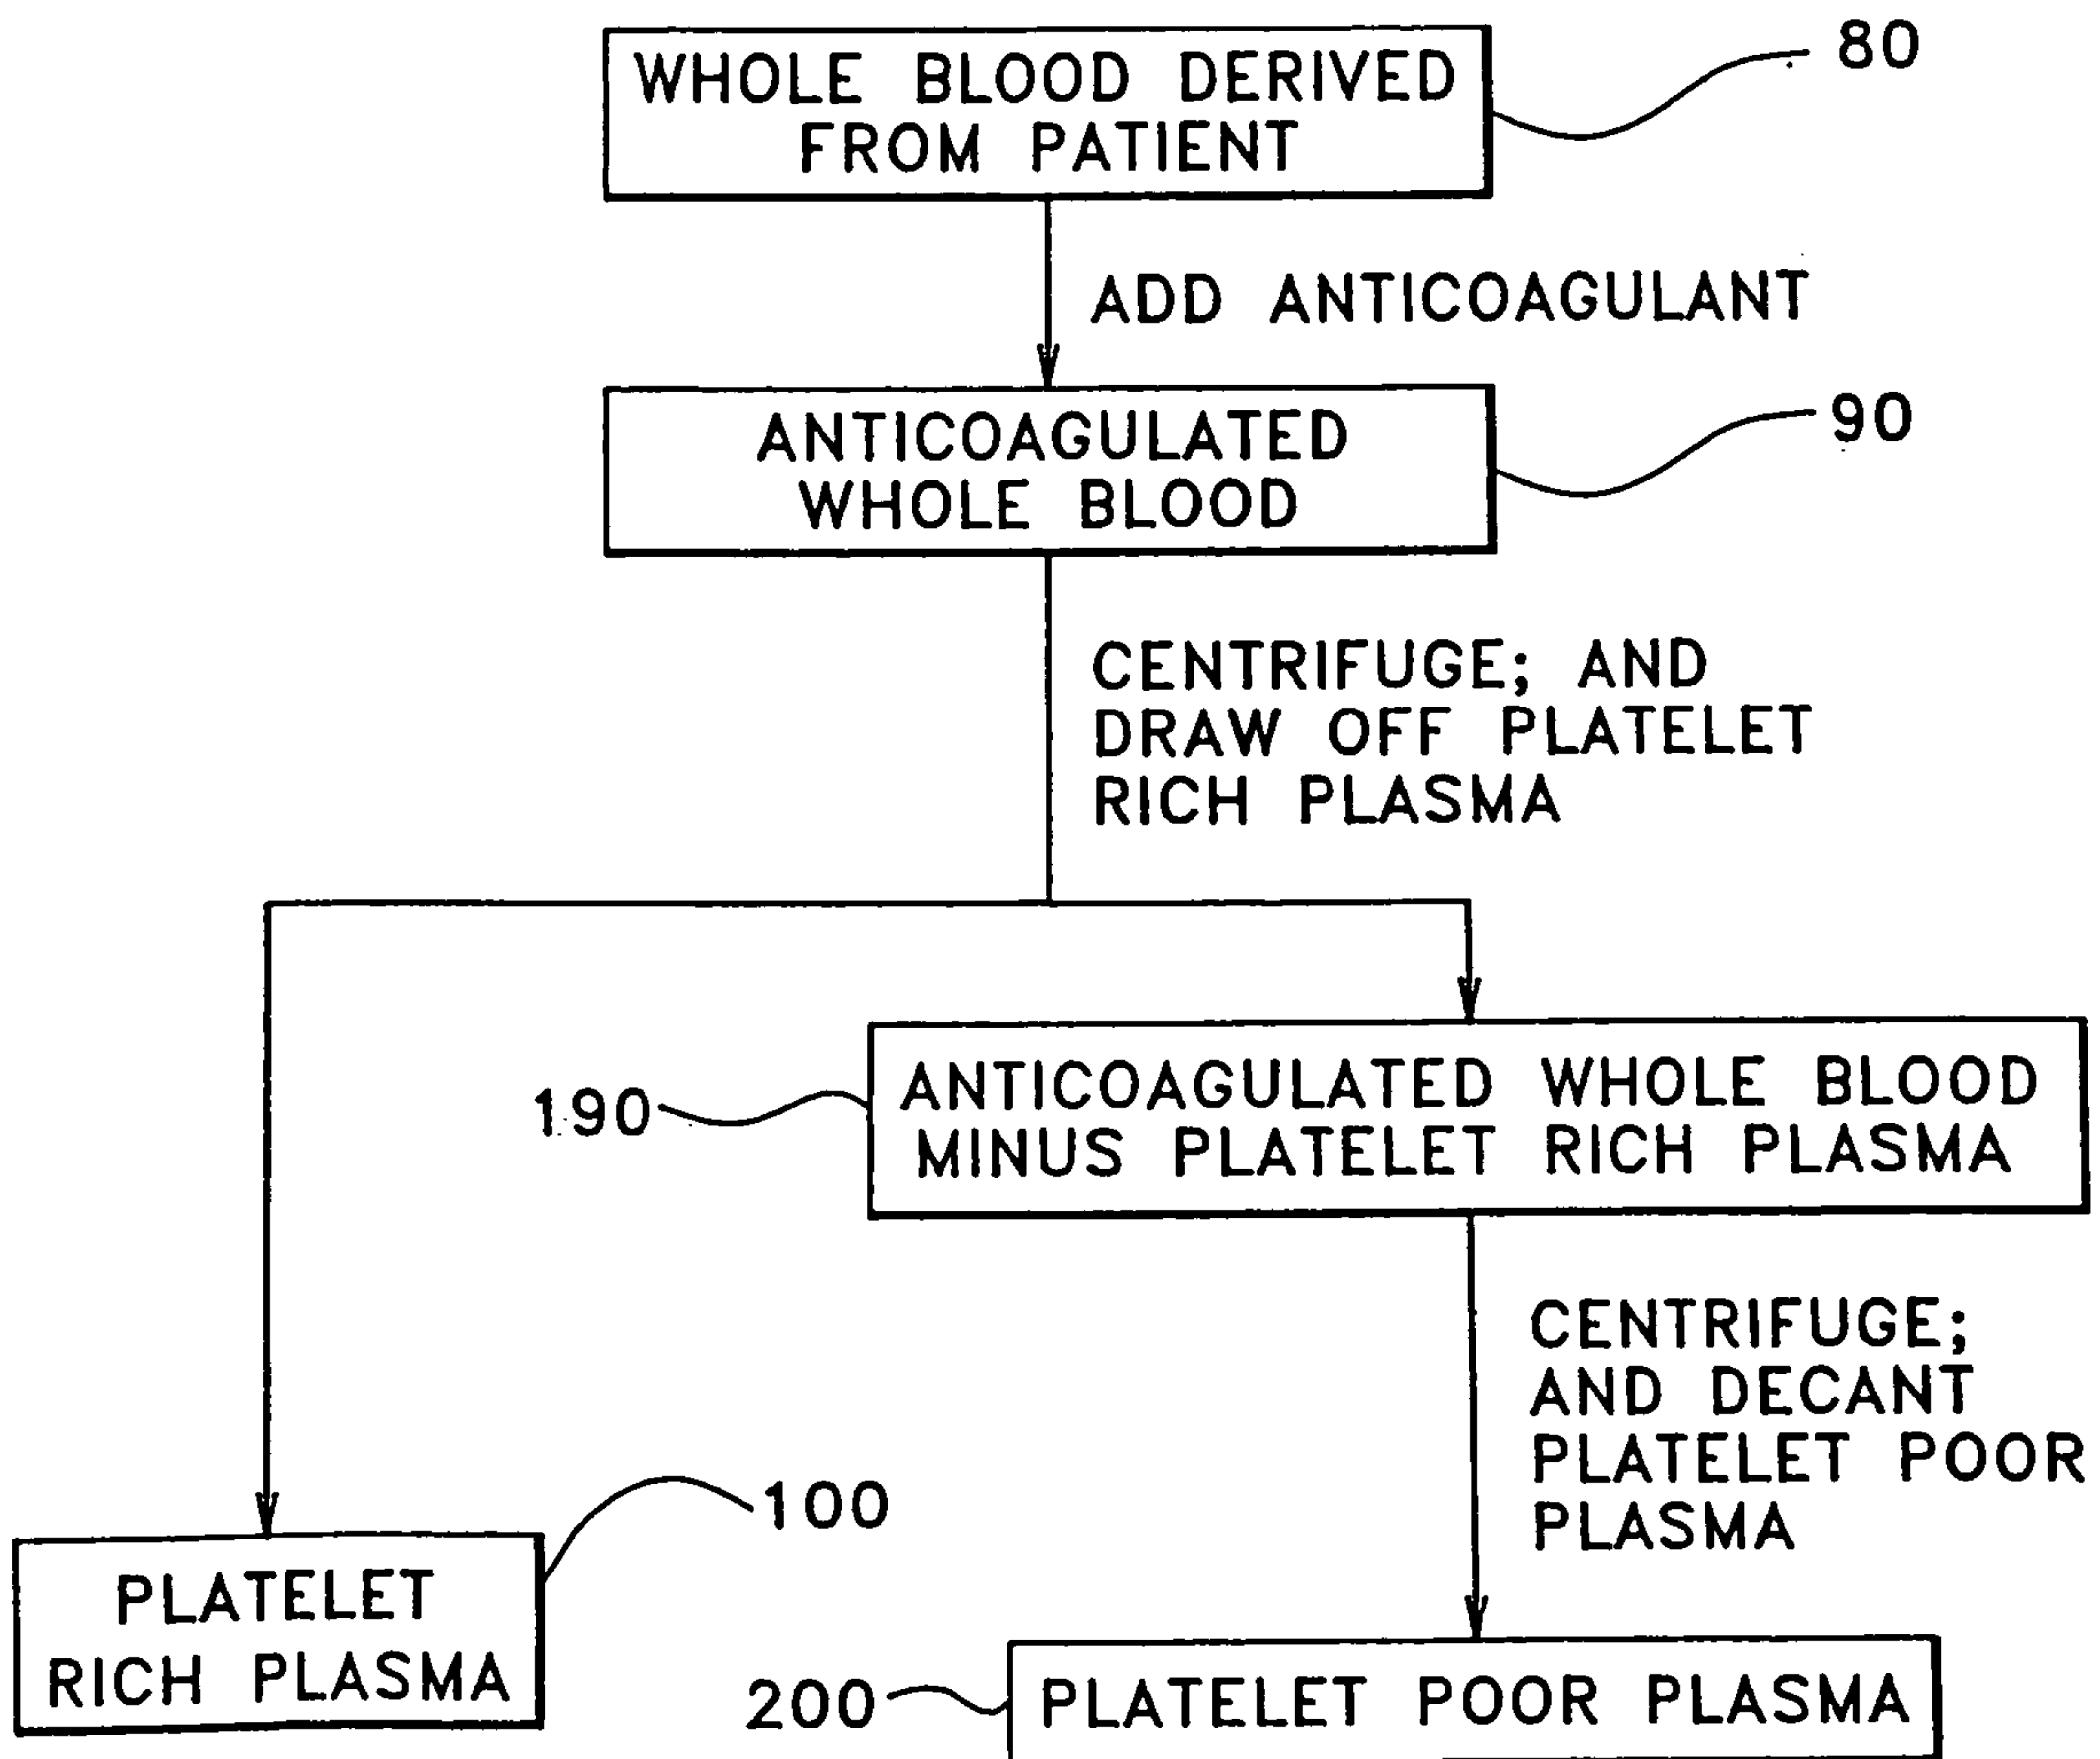 WHOLE BLOOD DERIVED
FROM PATIENT
80
ADD ANTICOAGULANT
ANTICOAGULATED
WHOLE BLOOD
90
CENTRIFUGE; AND
DRAW OFF PLATELET
RICH PLASMA
190
ANTICOAGULATED WHOLE BLOOD
MINUS PLATELET RICH PLASMA
CENTRIFUGE;
AND DECANT
PLATELET POOR
PLASMA
100
PLATELET
RICH PLASMA
200
PLATELET POOR PLASMA